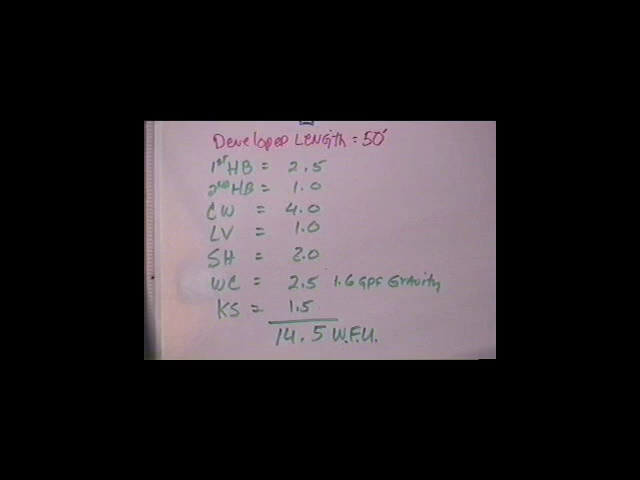 Developed Length = 50'
1st HB = 2.5
2nd HB = 1.0
CW = 4.0
LV = 1.0
SH = 2.0
WC = 2.5 1.6 GPF Gravity
KS = 1.5
14.5 W.F.U.